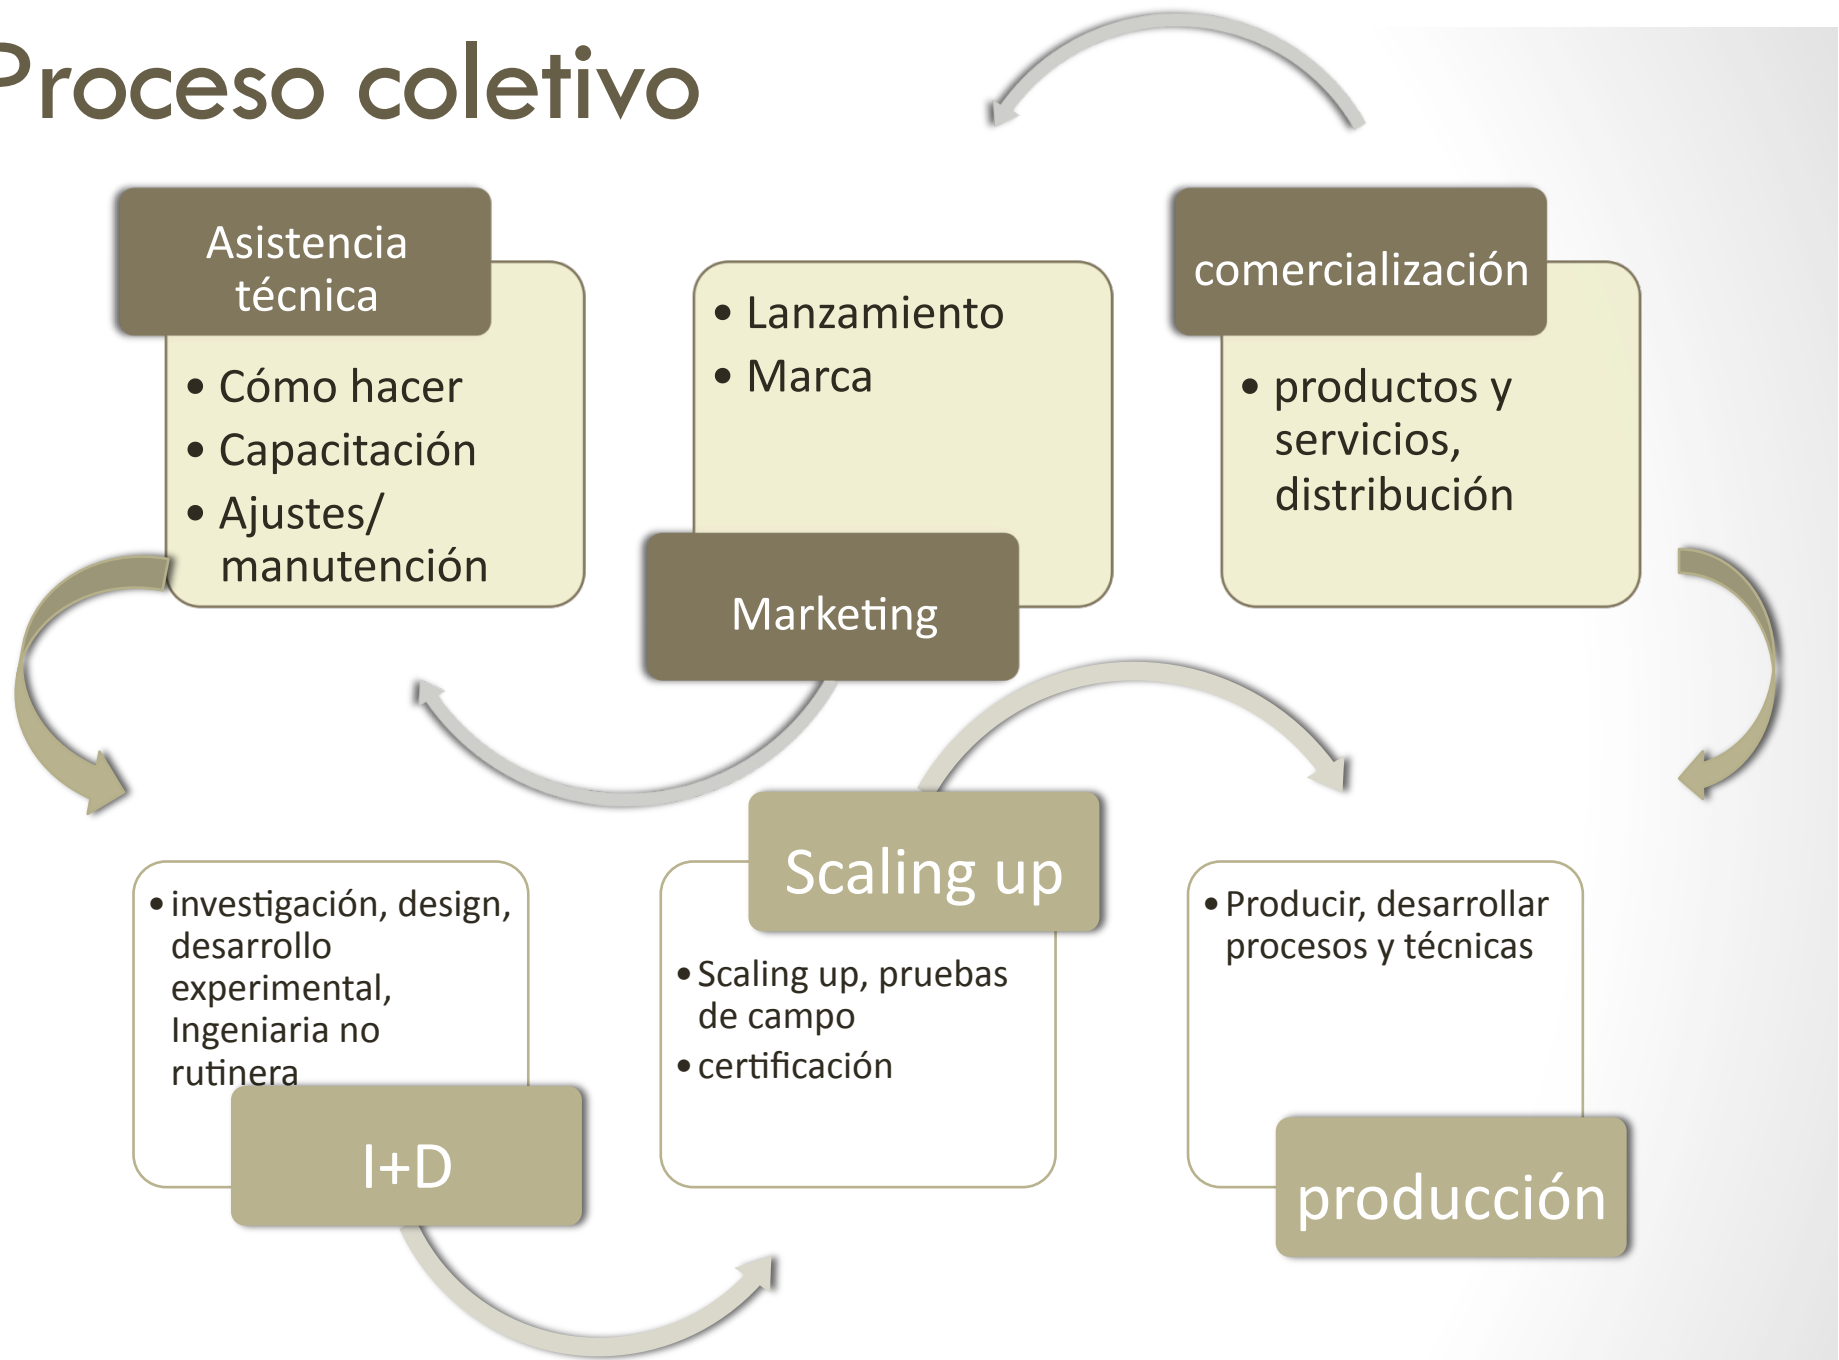 Proceso coletivo
Asistencia
técnica
• Cómo hacer
• Capacitación
• Ajustes/
manutención
• Lanzamiento
• Marca
Marketing
comercialización
• productos y
servicios,
distribución
• investigación, design,
desarrollo
experimental,
Ingeniaria no
rutinera
I+D
Scaling up
• Scaling up, pruebas
de campo
• certificación
• Producir, desarrollar
procesos y técnicas
producción